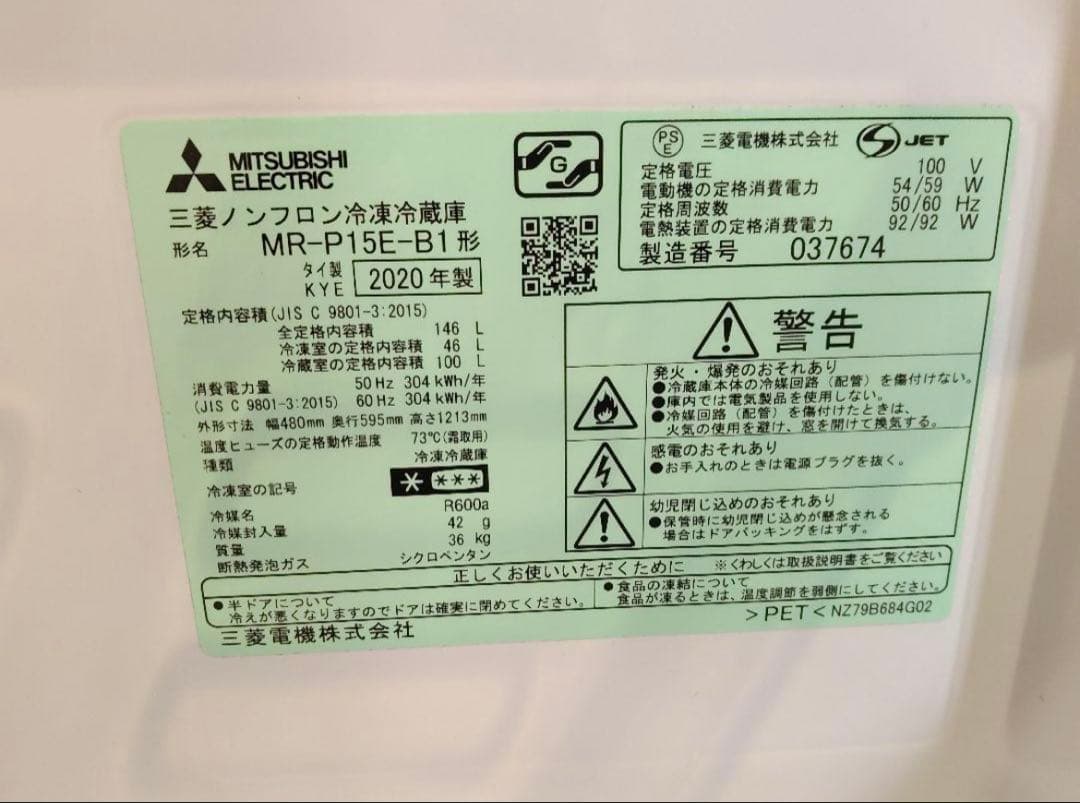 MITSUBISHI
ELECTRIC
G
三菱ノンフロン冷凍冷蔵庫
形名 MR-P15E-B1形
タイ製
KYE
2020年製
定格内容積(JIS C 9801-3:2015)
全定格内容積 146 L
冷凍室の定格内容積 46 L
冷蔵室の定格内容積 100 L
消費電力量 50Hz 304kWh/年
(JIS C 9801-3:2015) 60Hz 304kWh/年
外形寸法 幅480mm 奥行595mm 高さ1213mm
温度ヒューズの定格動作温度 73℃(霜取用)
種類 冷凍冷蔵庫
冷凍室の記号 * ***
冷媒名 R600a
冷媒封入量 42 g
質量 36 kg
断熱発泡ガス シクロペンタン
PS
E
三菱電機株式会社
S JET
定格電圧 100 V
電動機の定格消費電力 54/59 W
定格周波数 50/60 Hz
電熱装置の定格消費電力 92/92 W
製造番号 037674
警告
発火・爆発のおそれあり
●冷蔵庫本体の冷媒回路(配管)を傷付けない。
●庫内では電気製品を使用しない。
●冷媒回路(配管)を傷付けたときは、
火気の使用を避け、窓を開けて換気する。
感電のおそれあり
●お手入れのときは電源プラグを抜く。
幼児閉じ込めのおそれあり
●保管時に幼児閉じ込めが懸念される
場合はドアパッキングをはずす。
正しくお使いいただくために ※くわしくは取扱説明書をご覧ください
●半ドアについて
冷えが悪くなりますのでドアは確実に閉めてください。
●食品の凍結について
食品が凍るときは、温度調節を弱側にしてください。
三菱電機株式会社
>PET< NZ79B684G02